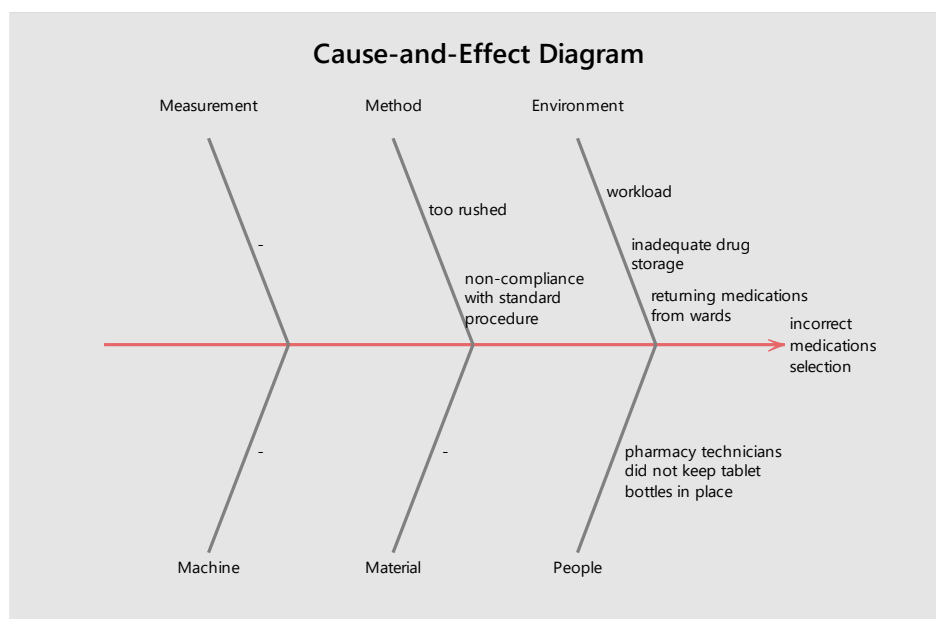 Cause-and-Effect Diagram
Measurement
Method
Environment
workload
too rushed
-
inadequate drug
storage
non-compliance
with standard
procedure
returning medications
from wards
incorrect
medications
selection
-
-
pharmacy technicians
did not keep tablet
bottles in place
Machine
Material
People